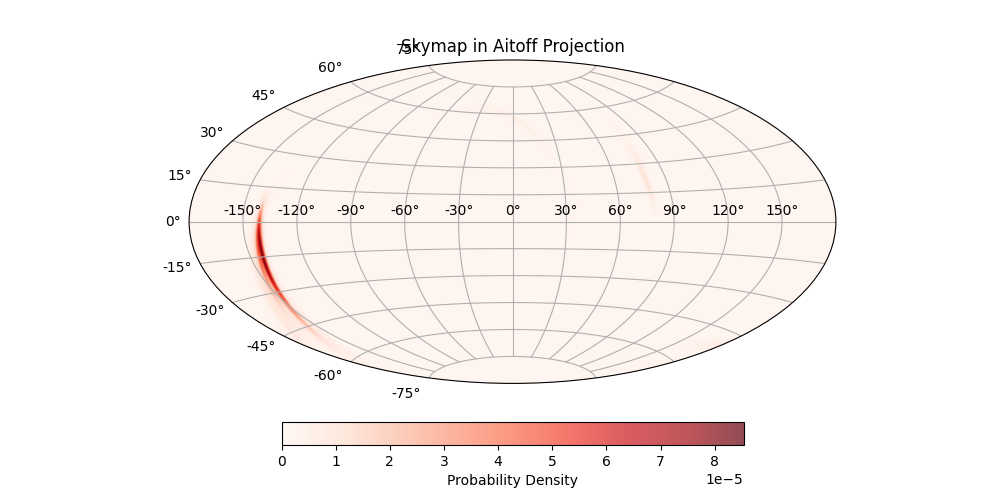 75°
Skymap in Aitoff Projection
60°
45°
30°
15°
-150° -120° -90° -60° -30° 0° 30° 60° 90° 120° 150°
0°
-15°
-30°
-45°
-60°
-75°
0 1 2 3 4 5 6 7 8
1e−5
Probability Density